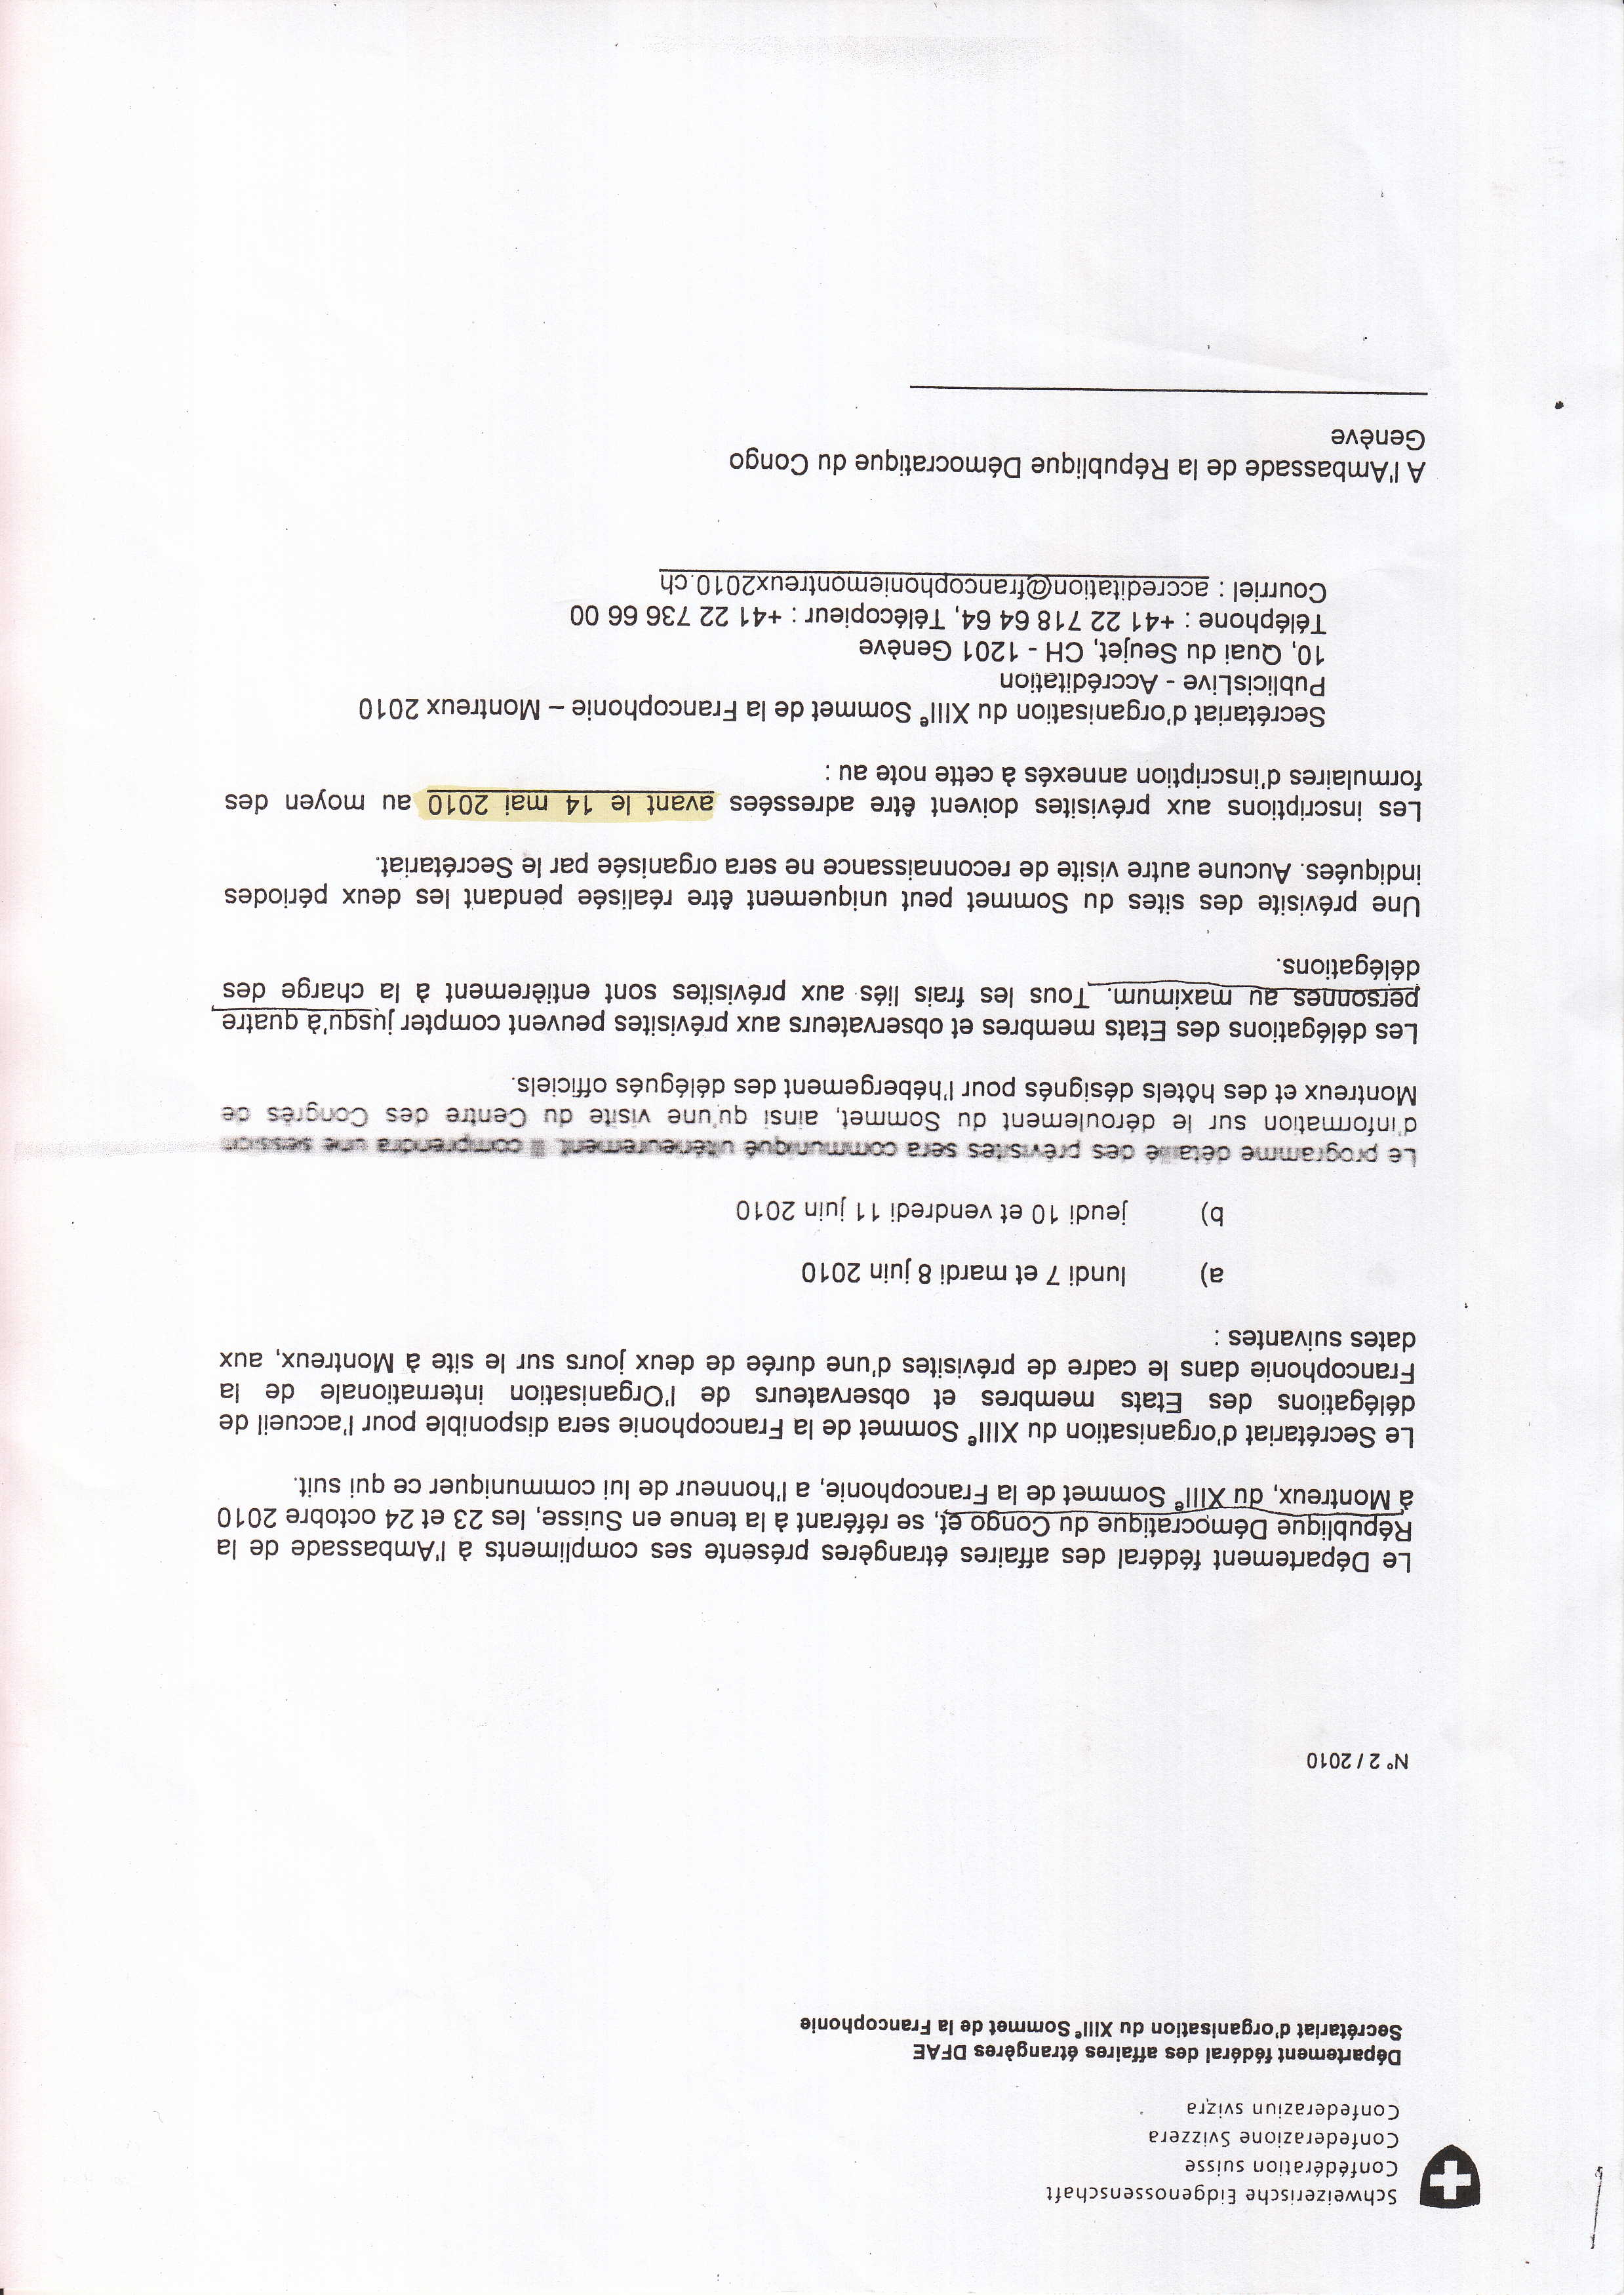 Schweizerische Eidgenossenschaft
Confédération suisse
Confederazione Svizzera
Confederaziun svizra
Département fédéral des affaires étrangères DFAE
Secrétariat d'organisation du XIIIᵉ Sommet de la Francophonie
N° 2 / 2010
Le Département fédéral des affaires étrangères présente ses compliments à l'Ambassade de la
République Démocratique du Congo et, se référant à la tenue en Suisse, les 23 et 24 octobre 2010
à Montreux, du XIIIᵉ Sommet de la Francophonie, a l'honneur de lui communiquer ce qui suit.
Le Secrétariat d'organisation du XIIIᵉ Sommet de la Francophonie sera disponible pour l'accueil de
délégations des Etats membres et observateurs de l'Organisation internationale de la
Francophonie dans le cadre de prévisites d'une durée de deux jours sur le site à Montreux, aux
dates suivantes :
a) lundi 7 et mardi 8 juin 2010
b) jeudi 10 et vendredi 11 juin 2010
Le programme détaillé des prévisites sera communiqué ultérieurement. Il comprendra une session
d'information sur le déroulement du Sommet, ainsi qu'une visite du Centre des Congrès de
Montreux et des hôtels désignés pour l'hébergement des délégués officiels.
Les délégations des Etats membres et observateurs aux prévisites peuvent compter jusqu'à quatre
personnes au maximum. Tous les frais liés aux prévisites sont entièrement à la charge des
délégations.
Une prévisite des sites du Sommet peut uniquement être réalisée pendant les deux périodes
indiquées. Aucune autre visite de reconnaissance ne sera organisée par le Secrétariat.
Les inscriptions aux prévisites doivent être adressées avant le 14 mai 2010 au moyen des
formulaires d'inscription annexés à cette note au :
Secrétariat d'organisation du XIIIᵉ Sommet de la Francophonie – Montreux 2010
PublicisLive - Accréditation
10, Quai du Seujet, CH - 1201 Genève
Téléphone : +41 22 718 64 64, Télécopieur : +41 22 736 66 00
Courriel : accreditation@francophoniemontreux2010.ch
A l'Ambassade de la République Démocratique du Congo
Genève